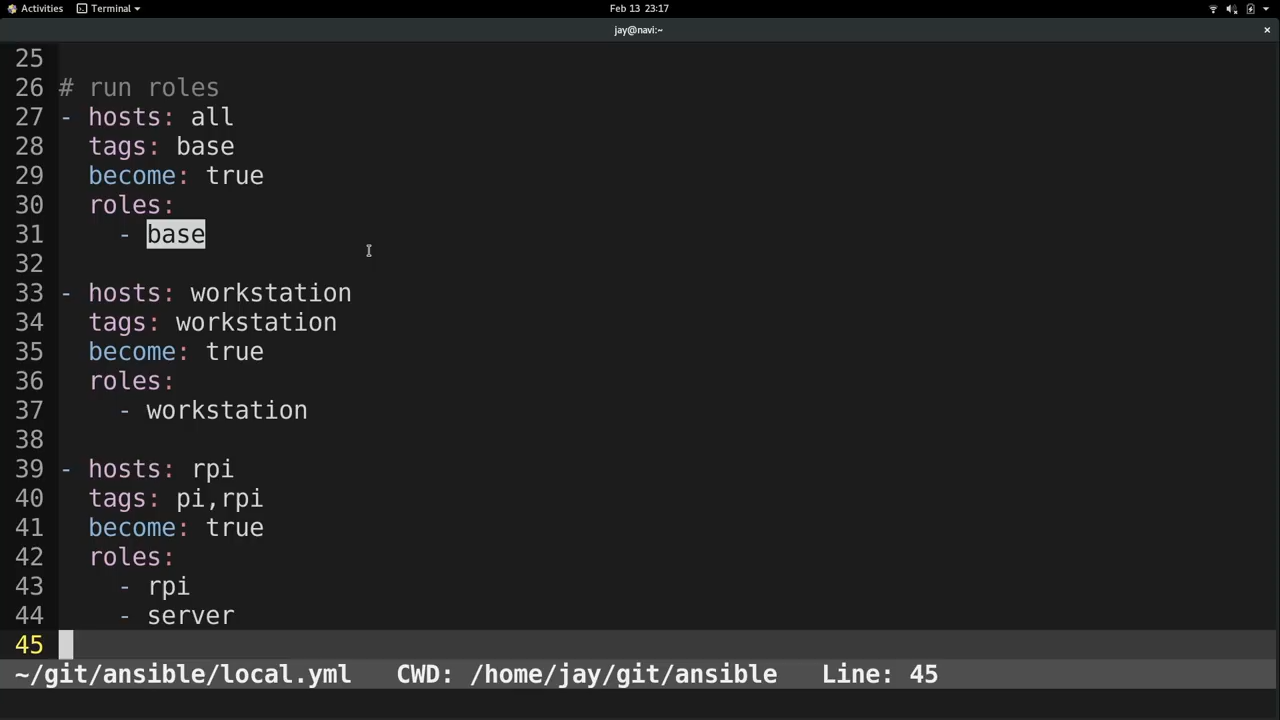 Activities Terminal Feb 13 23:17
jay@navi:~ ×
25
26 # run roles
27 - hosts: all
28   tags: base
29   become: true
30   roles:
31     - base
32
33 - hosts: workstation
34   tags: workstation
35   become: true
36   roles:
37     - workstation
38
39 - hosts: rpi
40   tags: pi,rpi
41   become: true
42   roles:
43     - rpi
44     - server
45
~/git/ansible/local.yml   CWD: /home/jay/git/ansible   Line: 45